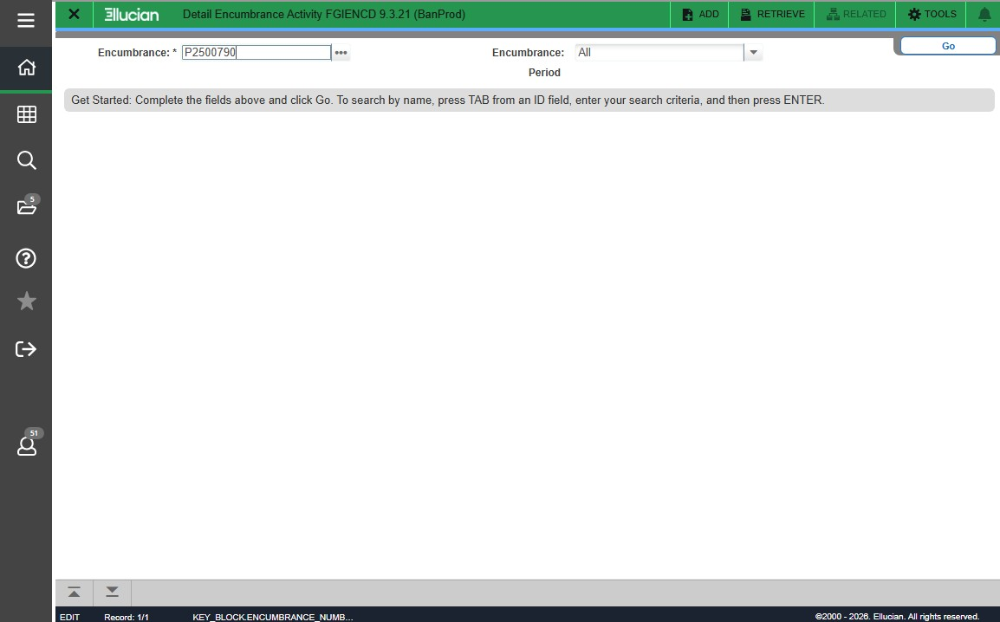 ellucian Detail Encumbrance Activity FGIENCD 9.3.21 (BanProd) ADD RETRIEVE RELATED TOOLS
Encumbrance: * P2500790 ••• Encumbrance: All Go
Period
Get Started: Complete the fields above and click Go. To search by name, press TAB from an ID field, enter your search criteria, and then press ENTER.
5
51
EDIT Record: 1/1 KEY_BLOCK.ENCUMBRANCE_NUMB... ©2000 - 2026. Ellucian. All rights reserved.